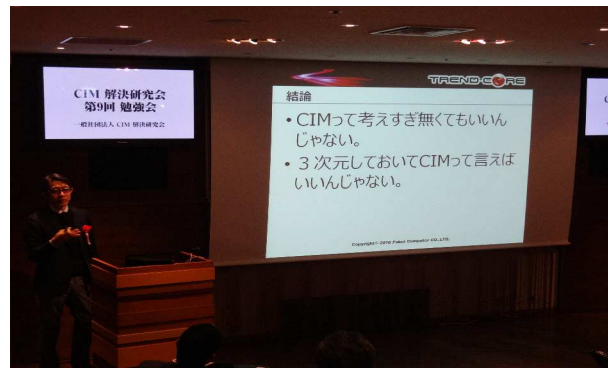 CIM 解決研究会
第9回 勉強会
一般社団法人 CIM 解決研究会
TREND-CORE
結論
• CIMって考えすぎ無くてもいいん
じゃない。
• 3次元しておいてCIMって言えば
いいんじゃない。